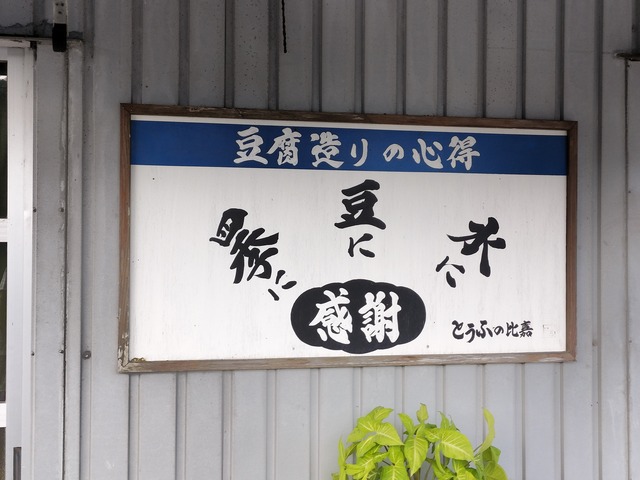 豆腐造りの心得
水に
豆に
衆に
感謝
とうふの比嘉